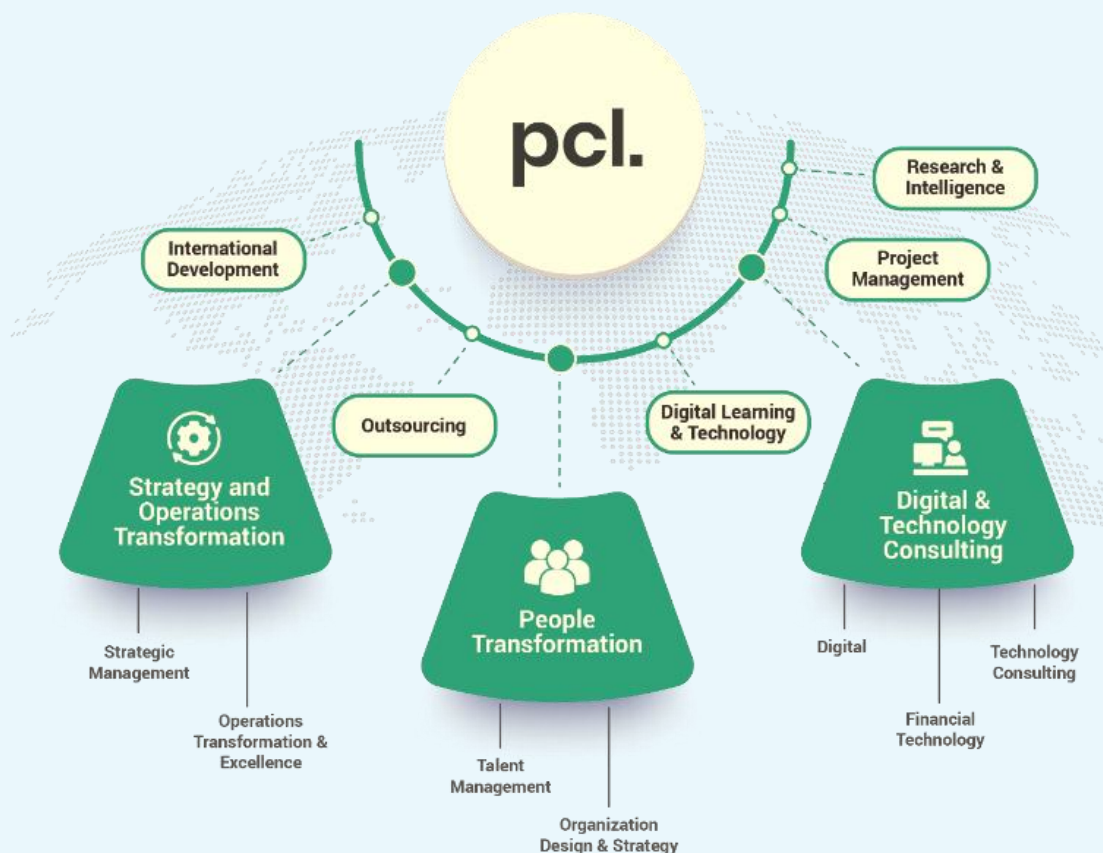 pcl.
Research &
Intelligence
International
Development
Project
Management
Outsourcing
Digital Learning
& Technology
Strategy and
Operations
Transformation
Digital &
Technology
Consulting
People
Transformation
Strategic
Management
Operations
Transformation &
Excellence
Talent
Management
Organization
Design & Strategy
Digital
Financial
Technology
Technology
Consulting